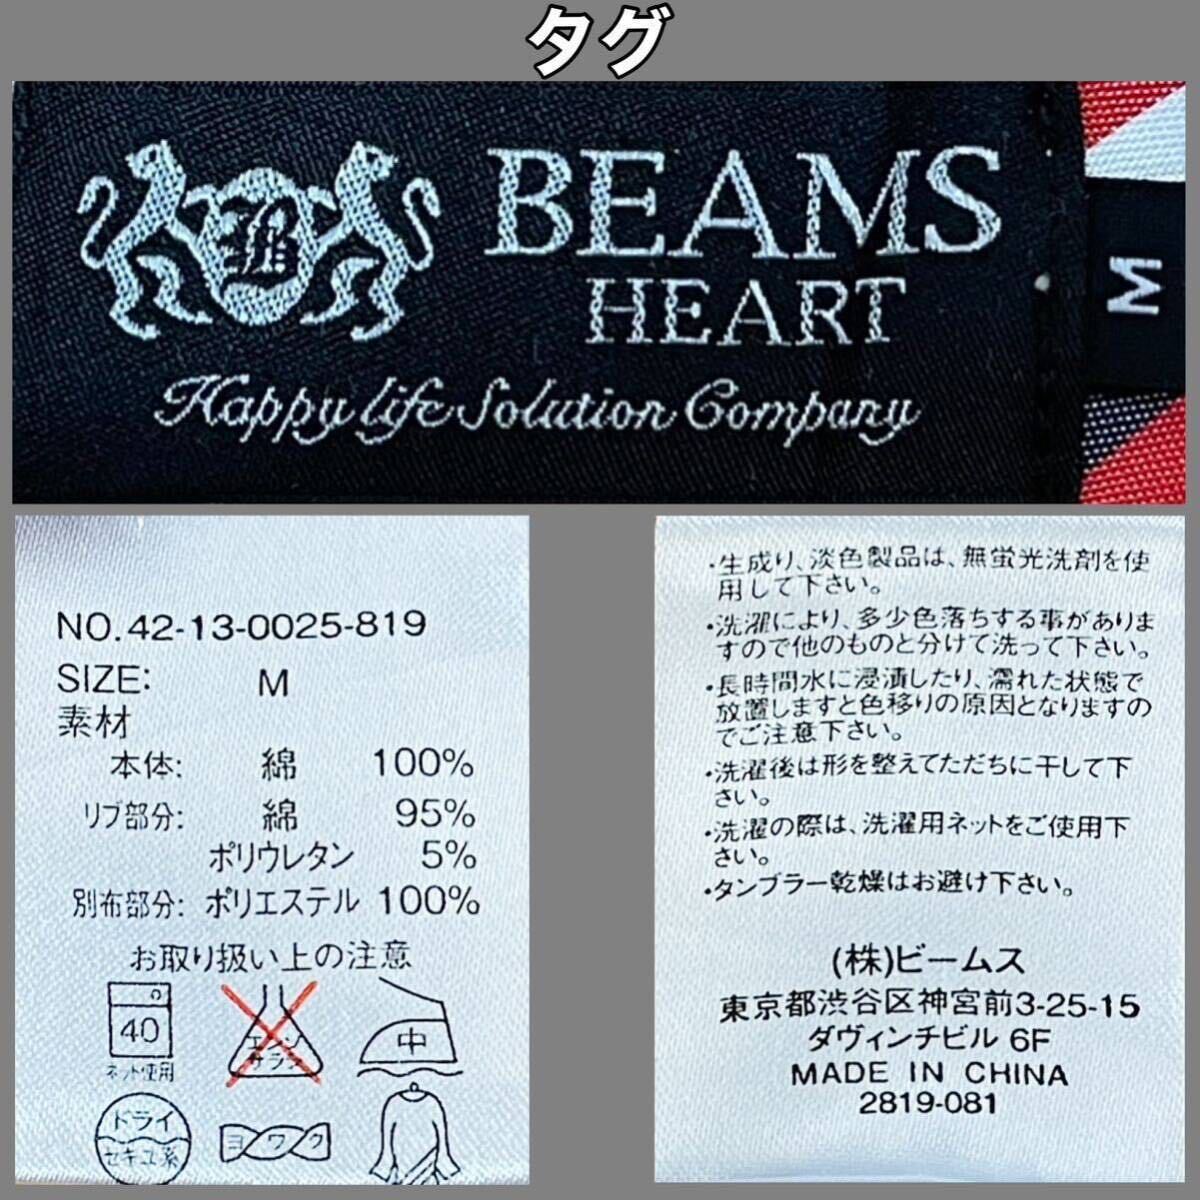 タグ
BEAMS
HEART
Happy life Solution Company
M
NO.42-13-0025-819
SIZE: M
素材
本体: 綿 100%
リブ部分: 綿 95%
ポリウレタン 5%
別布部分: ポリエステル 100%
お取り扱い上の注意
40
ネット使用
エンソ
サラシ
中
ドライ
セキユ系
ヨワク
・生成り、淡色製品は、無蛍光洗剤を使
用して下さい。
・洗濯により、多少色落ちする事がありま
すので他のものと分けて洗って下さい。
・長時間水に浸漬したり、濡れた状態で
放置しますと色移りの原因となりますの
でご注意下さい。
・洗濯後は形を整えてただちに干して下
さい。
・洗濯の際は、洗濯用ネットをご使用下
さい。
・タンブラー乾燥はお避け下さい。
(株)ビームス
東京都渋谷区神宮前3-25-15
ダヴィンチビル 6F
MADE IN CHINA
2819-081